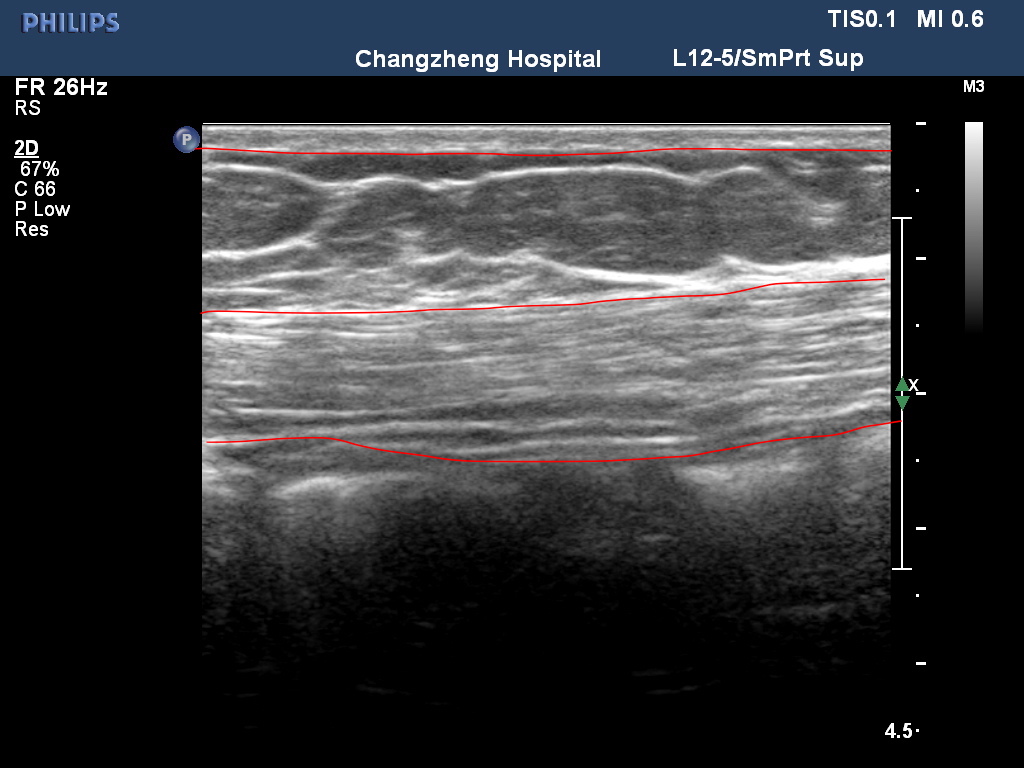 PHILIPS
TIS0.1 MI 0.6
Changzheng Hospital
L12-5/SmPrt Sup
FR 26Hz
RS
M3
P
2D
67%
C 66
P Low
Res
X
4.5